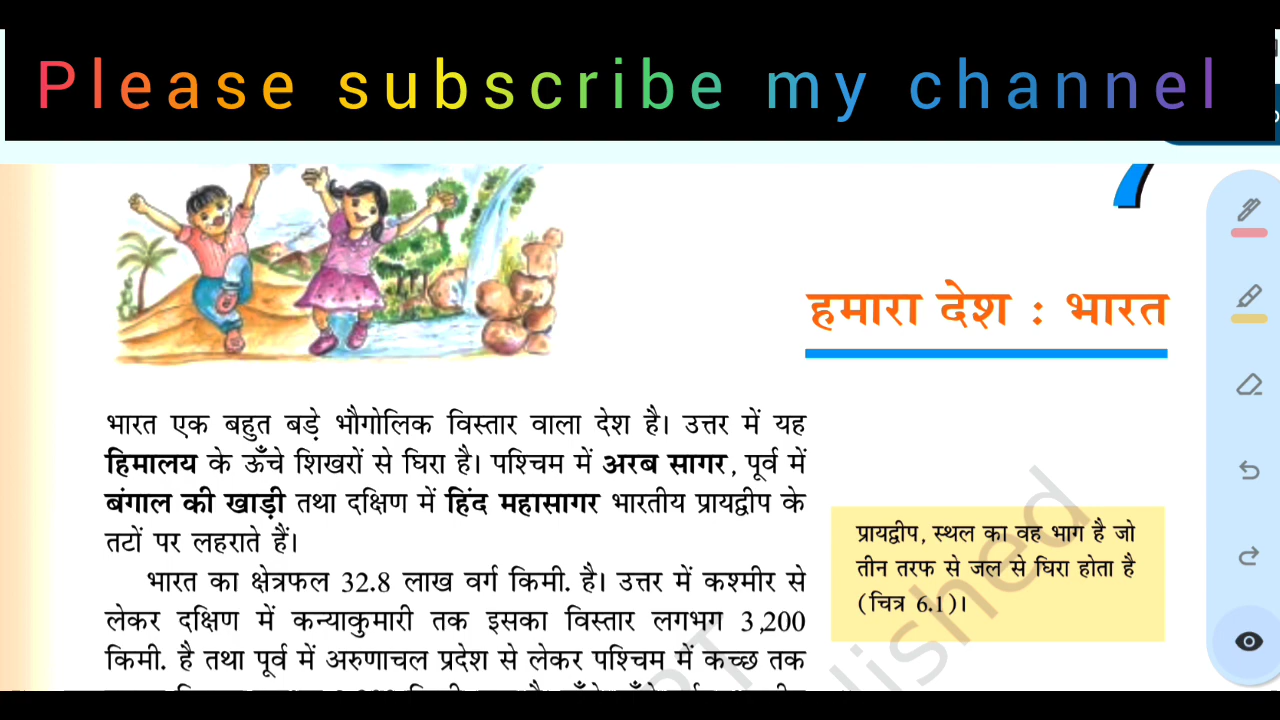 Please subscribe my channel
7
हमारा देश : भारत
भारत एक बहुत बड़े भौगोलिक विस्तार वाला देश है। उत्तर में यह
हिमालय के ऊँचे शिखरों से घिरा है। पश्चिम में अरब सागर, पूर्व में
बंगाल की खाड़ी तथा दक्षिण में हिंद महासागर भारतीय प्रायद्वीप के
तटों पर लहराते हैं।
भारत का क्षेत्रफल 32.8 लाख वर्ग किमी. है। उत्तर में कश्मीर से
लेकर दक्षिण में कन्याकुमारी तक इसका विस्तार लगभग 3,200
किमी. है तथा पूर्व में अरुणाचल प्रदेश से लेकर पश्चिम में कच्छ तक
प्रायद्वीप, स्थल का वह भाग है जो
तीन तरफ से जल से घिरा होता है
(चित्र 6.1)।